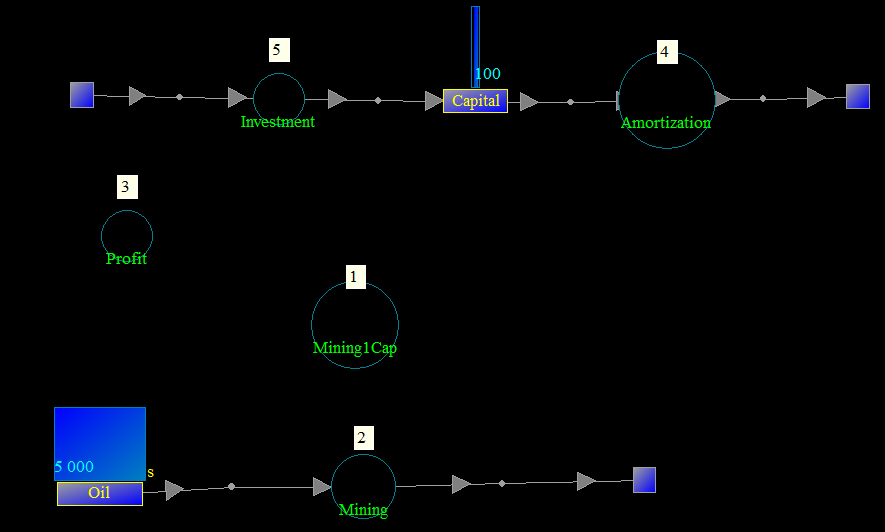 5
100
4
Investment
Capital
Amortization
3
Profit
1
Mining1Cap
2
5 000
s
Oil
Mining